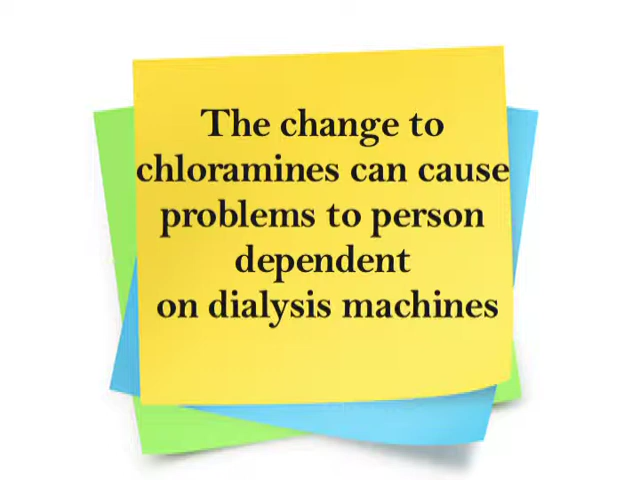 The change to
chloramines can cause
problems to person
dependent
on dialysis machines